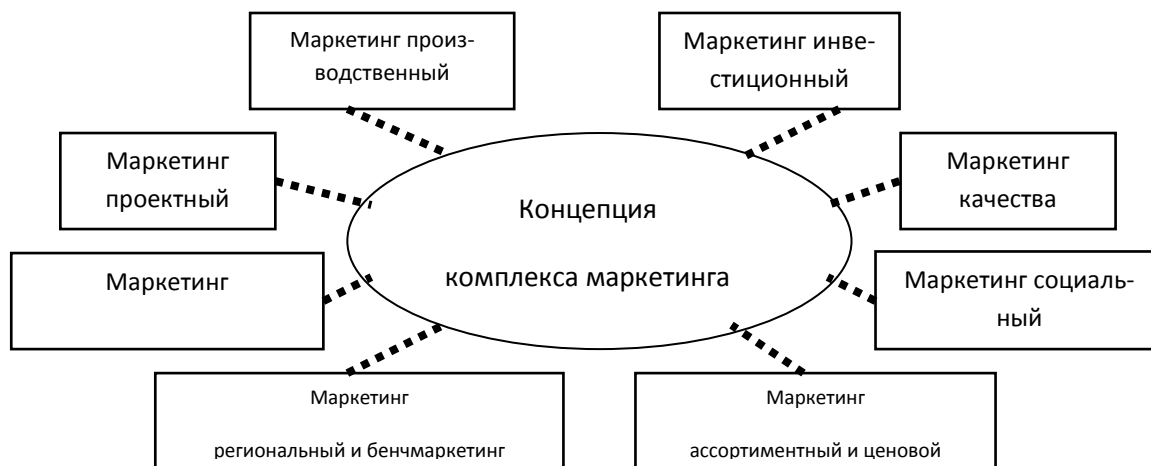 Маркетинг произ-
водственный
Маркетинг инве-
стиционный
Маркетинг
проектный
Концепция
комплекса маркетинга
Маркетинг
качества
Маркетинг
Маркетинг социаль-
ный
Маркетинг
региональный и бенчмаркетинг
Маркетинг
ассортиментный и ценовой